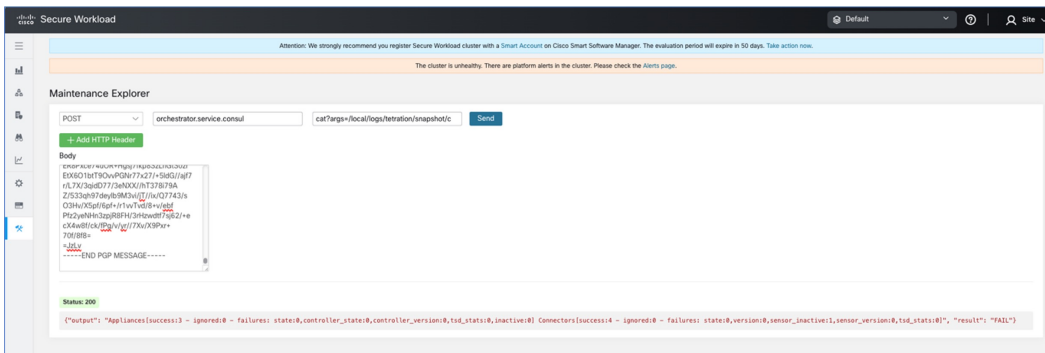 cisco Secure Workload
Default
Site
Attention: We strongly recommend you register Secure Workload cluster with a Smart Account on Cisco Smart Software Manager. The evaluation period will expire in 50 days. Take action now.
The cluster is unhealthy. There are platform alerts in the cluster. Please check the Alerts page.
Maintenance Explorer
POST
orchestrator.service.consul
cat?args=/local/logs/tetration/snapshot/c
Send
+ Add HTTP Header
Body
EtX6O1btT9OvvPGNr77x27/+5idG//ajf7
r/L7X/3qidD77/3eNXX//hT378i79A
Z/533qh97deylb9M3vi/jT//ix/Q7743/s
O3Hv/X5pf/6pf+/r1vvTvd/8+v/ebf
Pfz2yeNHn3zpjR8FH/3rHzwdtf7sj62/+e
cX4w8f/ck/fPg/v/yr//7Xv/X9Pxr+
70f/8f8=
=JzLv
-----END PGP MESSAGE-----
Status: 200
{"output": "Appliances[success:3 - ignored:0 - failures: state:0,controller_state:0,controller_version:0,tsd_stats:0,inactive:0] Connectors[success:4 - ignored:0 - failures: state:0,version:0,sensor_inactive:1,sensor_version:0,tsd_stats:0]", "result": "FAIL"}